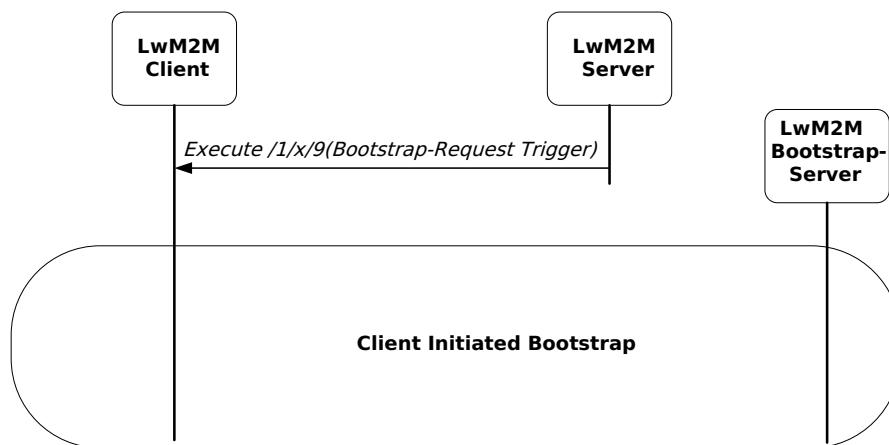 LwM2M
Client
LwM2M
Server
LwM2M
Bootstrap-
Server
Execute /1/x/9(Bootstrap-Request Trigger)
Client Initiated Bootstrap